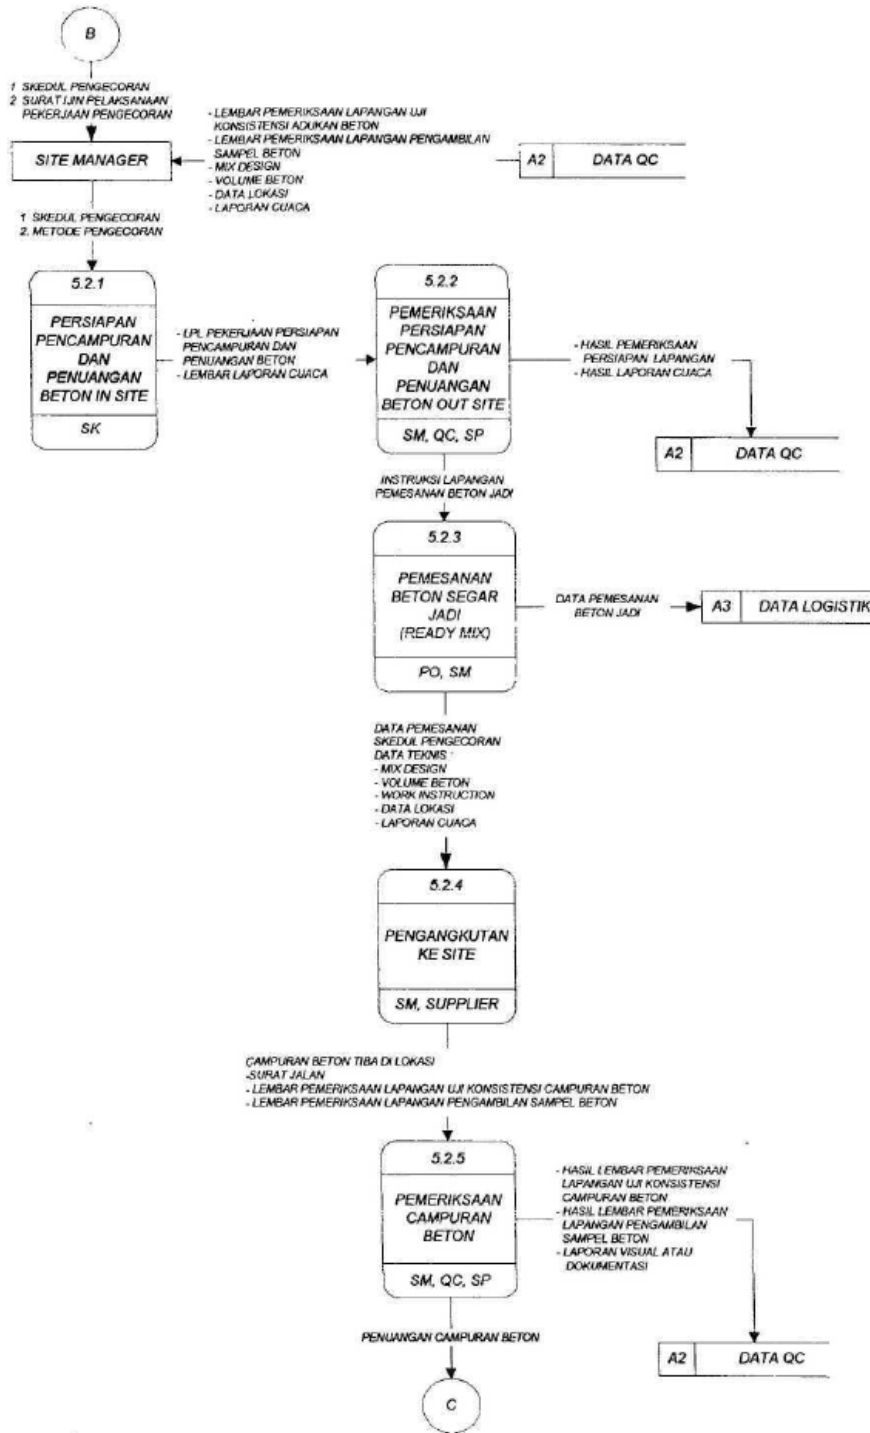 B
1 SKEDUL PENGECORAN
2 SURAT IJIN PELAKSANAAN
PEKERJAAN PENGECORAN
- LEMBAR PEMERIKSAAN LAPANGAN UJI
KONSISTENSI ADUKAN BETON
- LEMBAR PEMERIKSAAN LAPANGAN PENGAMBILAN
SAMPEL BETON
- MIX DESIGN
- VOLUME BETON
- DATA LOKASI
- LAPORAN CUACA
SITE MANAGER
A2 DATA QC
1 SKEDUL PENGECORAN
2. METODE PENGECORAN
5.2.1
PERSIAPAN
PENCAMPURAN
DAN
PENUANGAN
BETON IN SITE
SK
- LPL PEKERJAAN PERSIAPAN
PENCAMPURAN DAN
PENUANGAN BETON
- LEMBAR LAPORAN CUACA
5.2.2
PEMERIKSAAN
PERSIAPAN
PENCAMPURAN
DAN
PENUANGAN
BETON OUT SITE
SM, QC, SP
- HASIL PEMERIKSAAN
PERSIAPAN LAPANGAN
- HASIL LAPORAN CUACA
A2 DATA QC
INSTRUKSI LAPANGAN
PEMESANAN BETON JADI
5.2.3
PEMESANAN
BETON SEGAR
JADI
(READY MIX)
PO, SM
DATA PEMESANAN
BETON JADI
A3 DATA LOGISTIK
DATA PEMESANAN
SKEDUL PENGECORAN
DATA TEKNIS :
- MIX DESIGN
- VOLUME BETON
- WORK INSTRUCTION
- DATA LOKASI
- LAPORAN CUACA
5.2.4
PENGANGKUTAN
KE SITE
SM, SUPPLIER
CAMPURAN BETON TIBA DI LOKASI
-SURAT JALAN
- LEMBAR PEMERIKSAAN LAPANGAN UJI KONSISTENSI CAMPURAN BETON
- LEMBAR PEMERIKSAAN LAPANGAN PENGAMBILAN SAMPEL BETON
5.2.5
PEMERIKSAAN
CAMPURAN
BETON
SM, QC, SP
- HASIL LEMBAR PEMERIKSAAN
LAPANGAN UJI KONSISTENSI
CAMPURAN BETON
- HASIL LEMBAR PEMERIKSAAN
LAPANGAN PENGAMBILAN
SAMPEL BETON
- LAPORAN VISUAL ATAU
DOKUMENTASI
A2 DATA QC
PENUANGAN CAMPURAN BETON
C